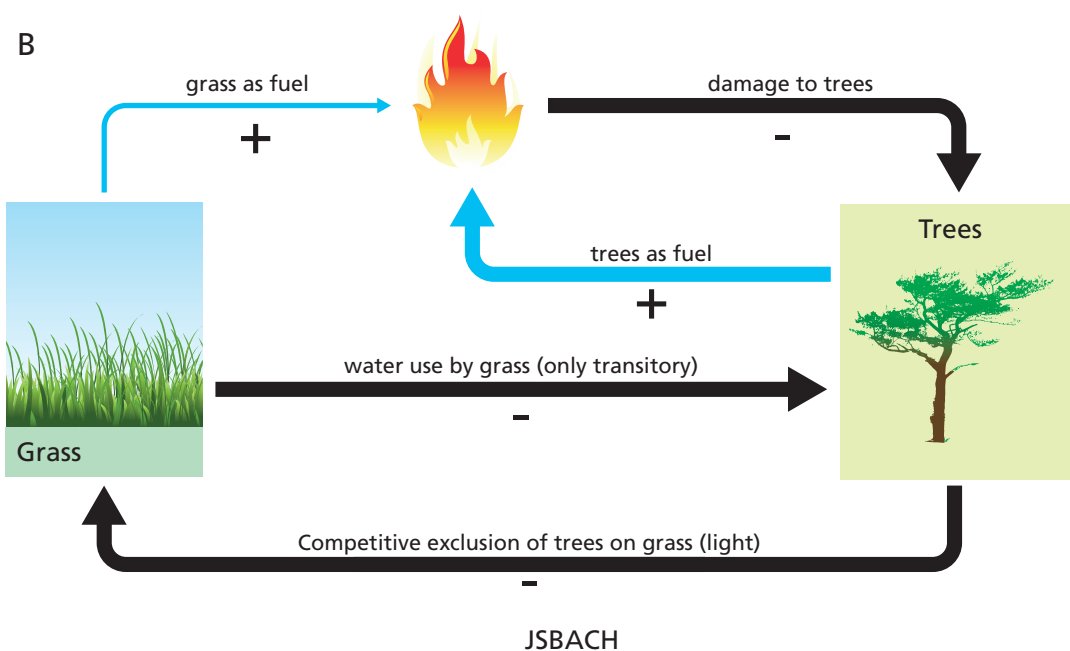 B
grass as fuel
+
damage to trees
-
Trees
trees as fuel
+
water use by grass (only transitory)
-
Grass
Competitive exclusion of trees on grass (light)
-
JSBACH